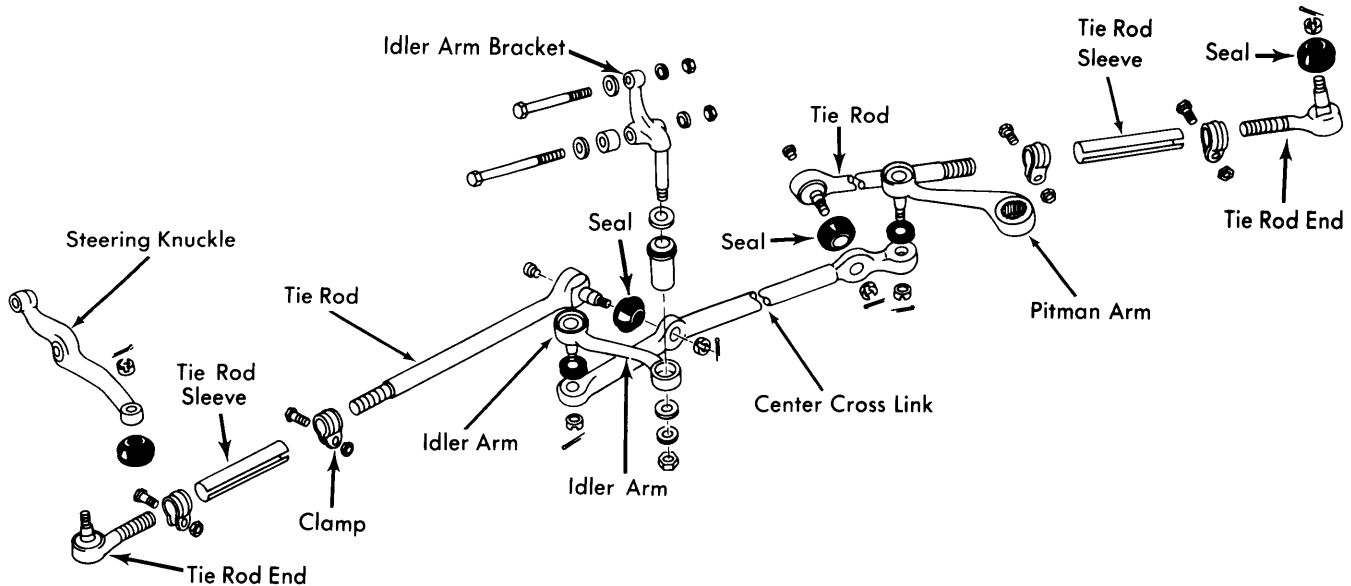 Idler Arm Bracket
Tie Rod
Sleeve
Seal
Tie Rod
Tie Rod End
Steering Knuckle
Seal
Seal
Tie Rod
Pitman Arm
Tie Rod
Sleeve
Center Cross Link
Idler Arm
Idler Arm
Clamp
Tie Rod End